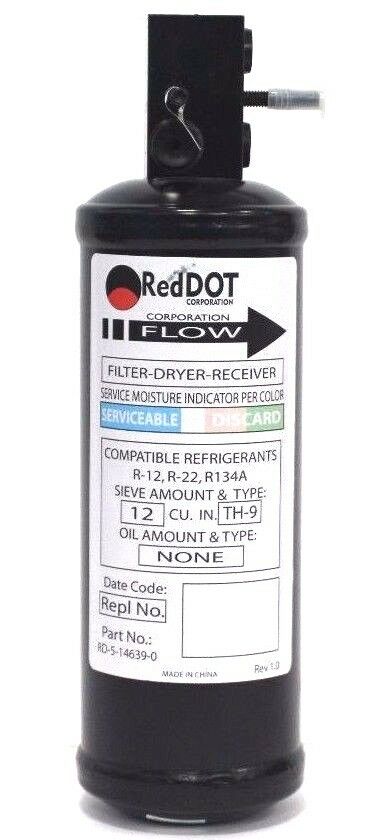 RedDOT
CORPORATION
CORPORATION
FLOW
FILTER-DRYER-RECEIVER
SERVICE MOISTURE INDICATOR PER COLOR
SERVICEABLE DISCARD
COMPATIBLE REFRIGERANTS
R-12, R-22, R134A
SIEVE AMOUNT & TYPE:
12 CU. IN. TH-9
OIL AMOUNT & TYPE:
NONE
Date Code:
Repl No.
Part No.:
RD-5-14639-0
Rev 1.0
MADE IN CHINA